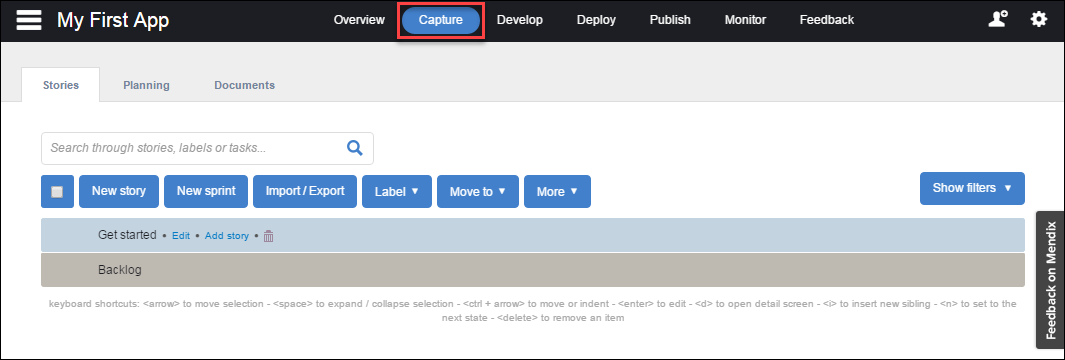 My First App Overview Capture Develop Deploy Publish Monitor Feedback
Stories Planning Documents
Search through stories, labels or tasks...
New story New sprint Import / Export Label Move to More Show filters
Get started • Edit • Add story •
Backlog
keyboard shortcuts: <arrow> to move selection - <space> to expand / collapse selection - <ctrl + arrow> to move or indent - <enter> to edit - <d> to open detail screen - <i> to insert new sibling - <n> to set to
the next state - <delete> to remove an item
Feedback on Mendix